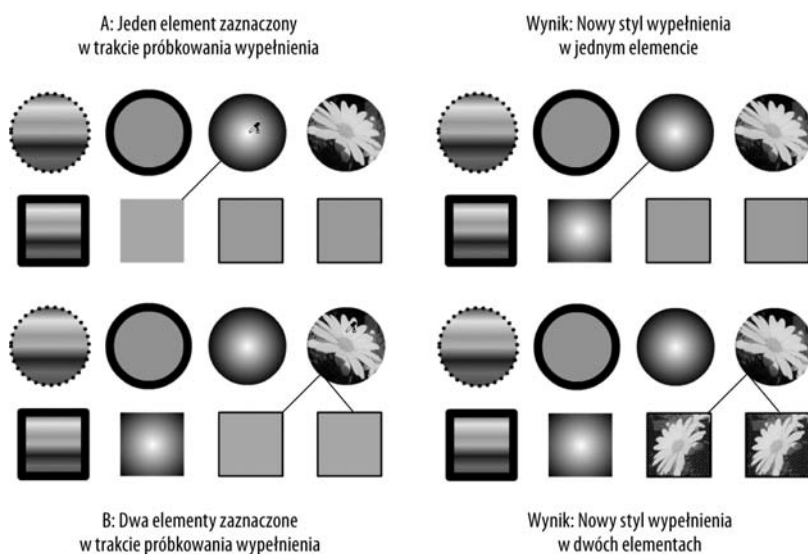 A: Jeden element zaznaczony
w trakcie próbkowania wypełnienia
Wynik: Nowy styl wypełnienia
w jednym elemencie
B: Dwa elementy zaznaczone
w trakcie próbkowania wypełnienia
Wynik: Nowy styl wypełnienia
w dwóch elementach